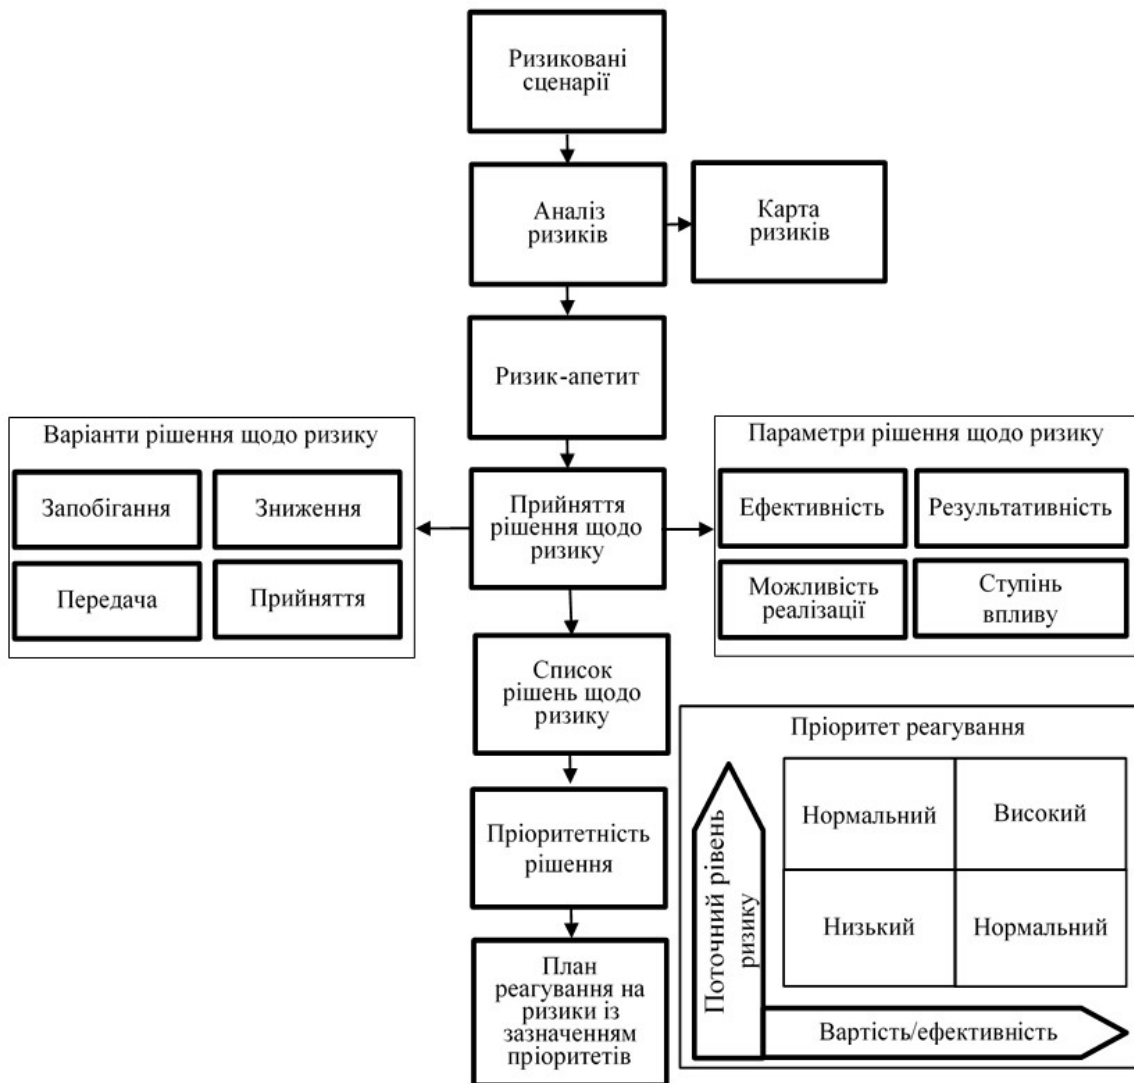 Ризиковані
сценарії
Аналіз
ризиків
Карта
ризиків
Ризик-апетит
Варіанти рішення щодо ризику
Запобігання
Зниження
Передача
Прийняття
Прийняття
рішення щодо
ризику
Параметри рішення щодо ризику
Ефективність
Результативність
Можливість
реалізації
Ступінь
впливу
Список
рішень щодо
ризику
Пріоритетність
рішення
План
реагування на
ризики із
зазначенням
пріоритетів
Пріоритет реагування
Поточний рівень
ризику
Нормальний
Високий
Низький
Нормальний
Вартість/ефективність